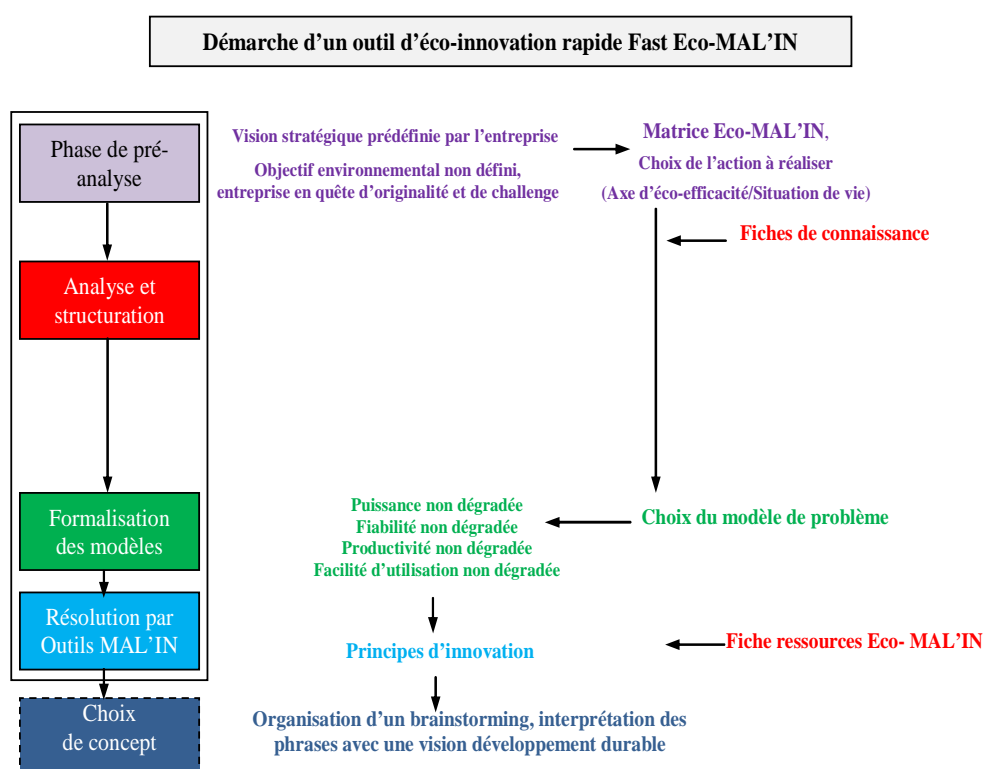 Démarche d’un outil d’éco-innovation rapide Fast Eco-MAL’IN
Phase de pré-
analyse
Vision stratégique prédéfinie par l’entreprise
Objectif environnemental non défini,
entreprise en quête d’originalité et de challenge
Matrice Eco-MAL’IN,
Choix de l’action à réaliser
(Axe d’éco-efficacité/Situation de vie)
Fiches de connaissance
Analyse et
structuration
Formalisation
des modèles
Puissance non dégradée
Fiabilité non dégradée
Productivité non dégradée
Facilité d’utilisation non dégradée
Choix du modèle de problème
Résolution par
Outils MAL’IN
Principes d’innovation
Fiche ressources Eco- MAL’IN
Choix
de concept
Organisation d’un brainstorming, interprétation des
phrases avec une vision développement durable